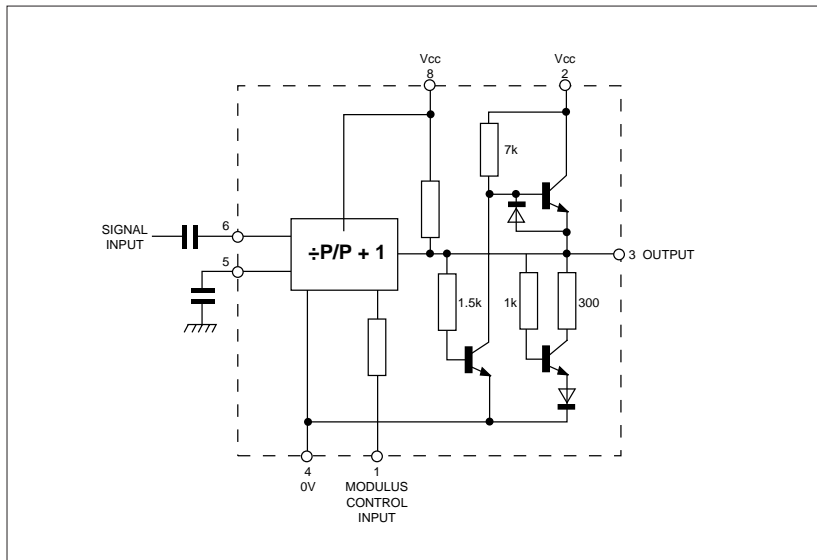 Vcc
8
Vcc
2
7k
6
SIGNAL
INPUT
÷P/P + 1
3 OUTPUT
5
1.5k
1k
300
4
0V
1
MODULUS
CONTROL
INPUT